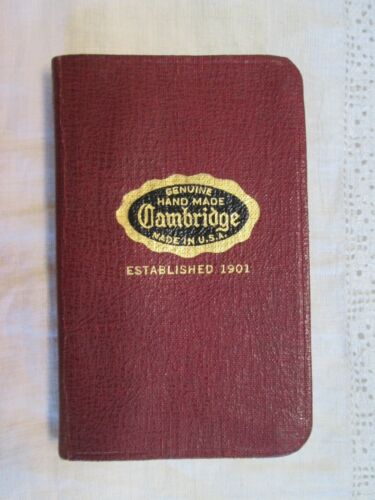 GENUINE
HAND MADE
Cambridge
MADE IN U.S.A.
ESTABLISHED 1901